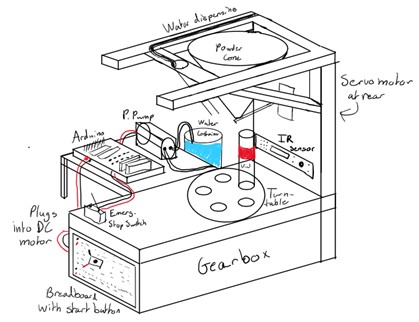 Water dispensing
Powder
Cone
Servo motor
at rear
P. Pump
Water
Container
Arduino
IR
Sensor
Vial
Turn-
table
Emerg.
Stop Switch
Plugs
into DC
motor
Gearbox
Breadboard
with start button